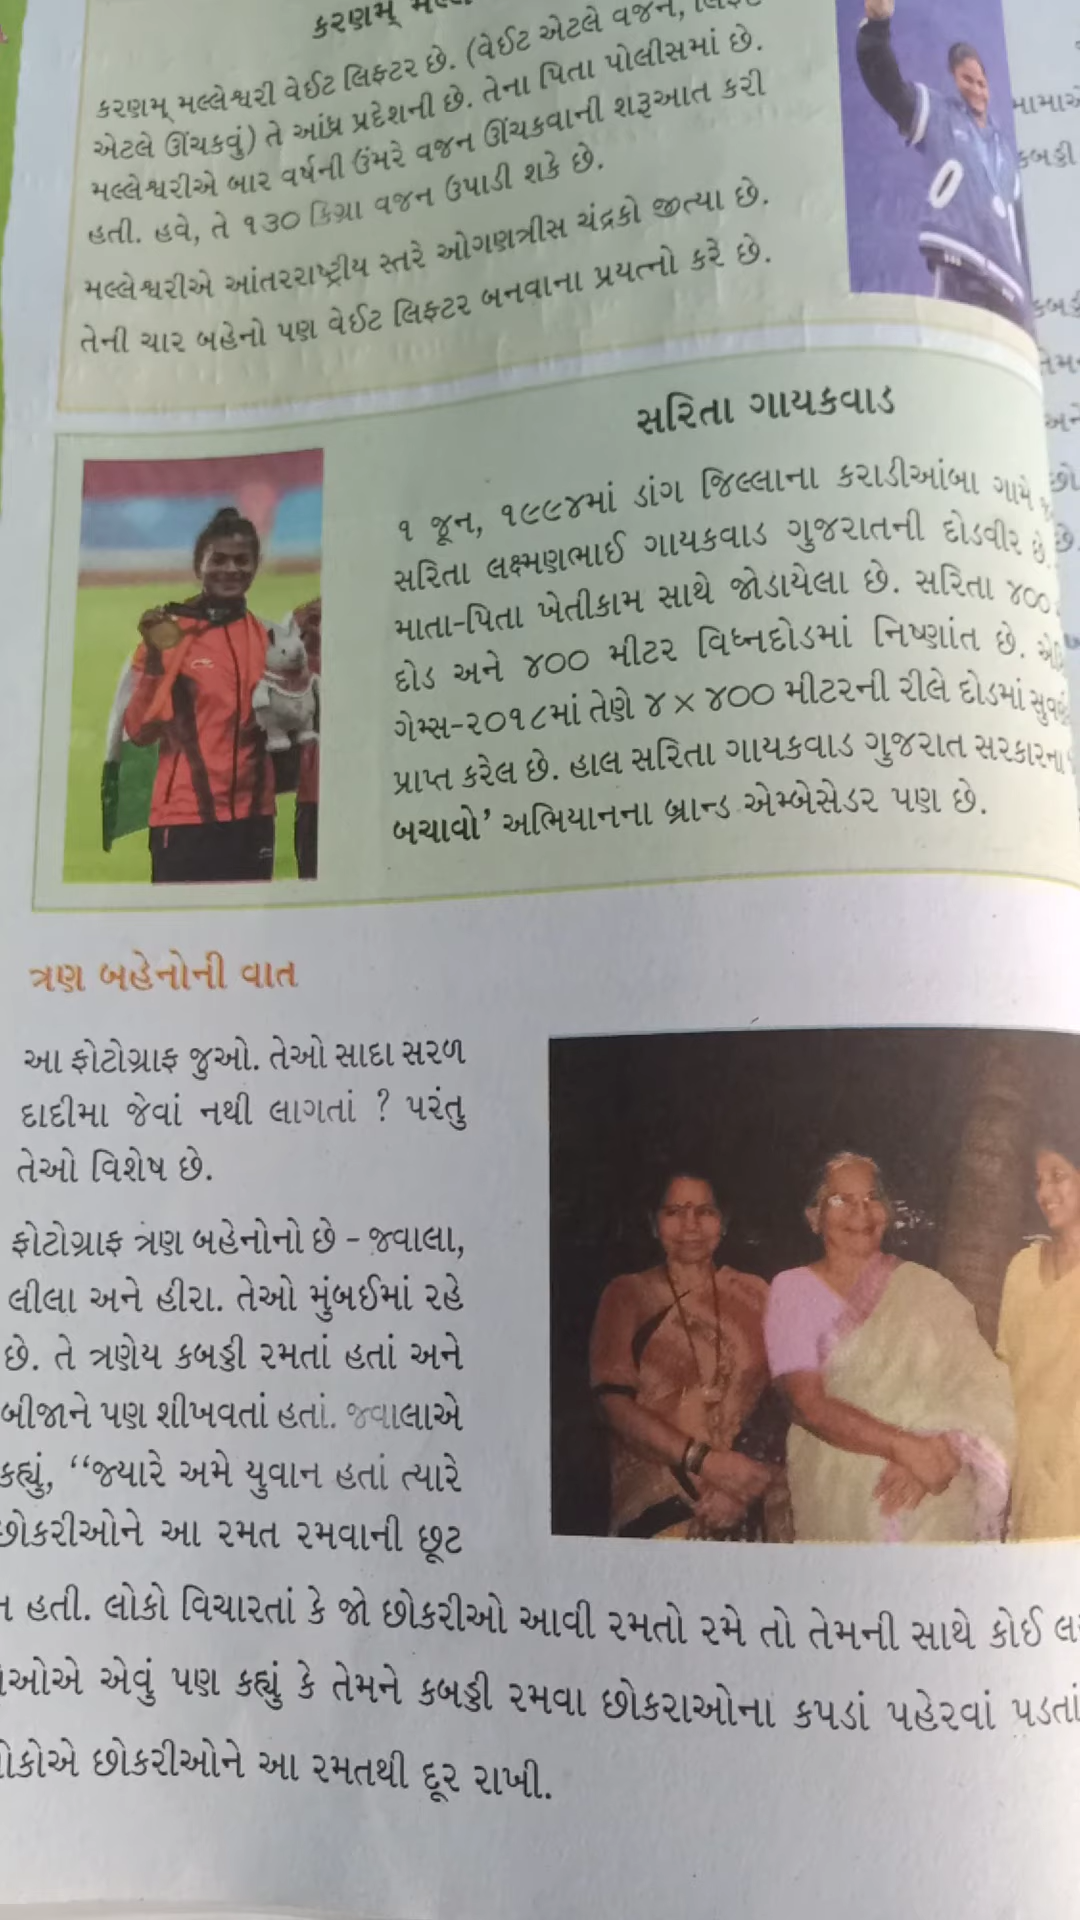 કરણમ્
કરણમ્ મલ્લેશ્વરી વેઈટ લિફ્ટર છે. (વેઈટ એટલે વજન,
એટલે ઊંચકવું) તે આંધ્ર પ્રદેશની છે. તેના પિતા પોલીસમાં છે.
મલ્લેશ્વરીએ બાર વર્ષની ઉંમરે વજન ઊંચકવાની શરૂઆત કરી
હતી. હવે, તે ૧૩૦ કિગ્રા વજન ઉપાડી શકે છે.
મલ્લેશ્વરીએ આંતરરાષ્ટ્રીય સ્તરે ઓગણત્રીસ ચંદ્રકો જીત્યા છે.
તેની ચાર બહેનો પણ વેઈટ લિફ્ટર બનવાના પ્રયત્નો કરે છે.
સરિતા ગાયકવાડ
૧ જૂન, ૧૯૯૪માં ડાંગ જિલ્લાના કરાડીઆંબા ગામે
સરિતા લક્ષ્મણભાઈ ગાયકવાડ ગુજરાતની દોડવીર છે.
માતા-પિતા ખેતીકામ સાથે જોડાયેલા છે. સરિતા ૪૦૦
દોડ અને ૪૦૦ મીટર વિઘ્નદોડમાં નિષ્ણાંત છે.
ગેમ્સ-૨૦૧૮માં તેણે ૪ × ૪૦૦ મીટરની રીલે દોડમાં
પ્રાપ્ત કરેલ છે. હાલ સરિતા ગાયકવાડ ગુજરાત સરકારના
બચાવો’ અભિયાનના બ્રાન્ડ એમ્બેસેડર પણ છે.
ત્રણ બહેનોની વાત
આ ફોટોગ્રાફ જુઓ. તેઓ સાદા સરળ
દાદીમા જેવાં નથી લાગતાં ? પરંતુ
તેઓ વિશેષ છે.
ફોટોગ્રાફ ત્રણ બહેનોનો છે - જ્વાલા,
લીલા અને હીરા. તેઓ મુંબઈમાં રહે
છે. તે ત્રણેય કબડ્ડી રમતાં હતાં અને
બીજાને પણ શીખવતાં હતાં. જ્વાલાએ
કહ્યું, “જ્યારે અમે યુવાન હતાં ત્યારે
છોકરીઓને આ રમત રમવાની છૂટ
હતી. લોકો વિચારતાં કે જો છોકરીઓ આવી રમતો રમે તો તેમની સાથે કોઈ
એવું પણ કહ્યું કે તેમને કબડ્ડી રમવા છોકરાઓના કપડાં પહેરવાં પડતાં
છોકરીઓને આ રમતથી દૂર રાખી.